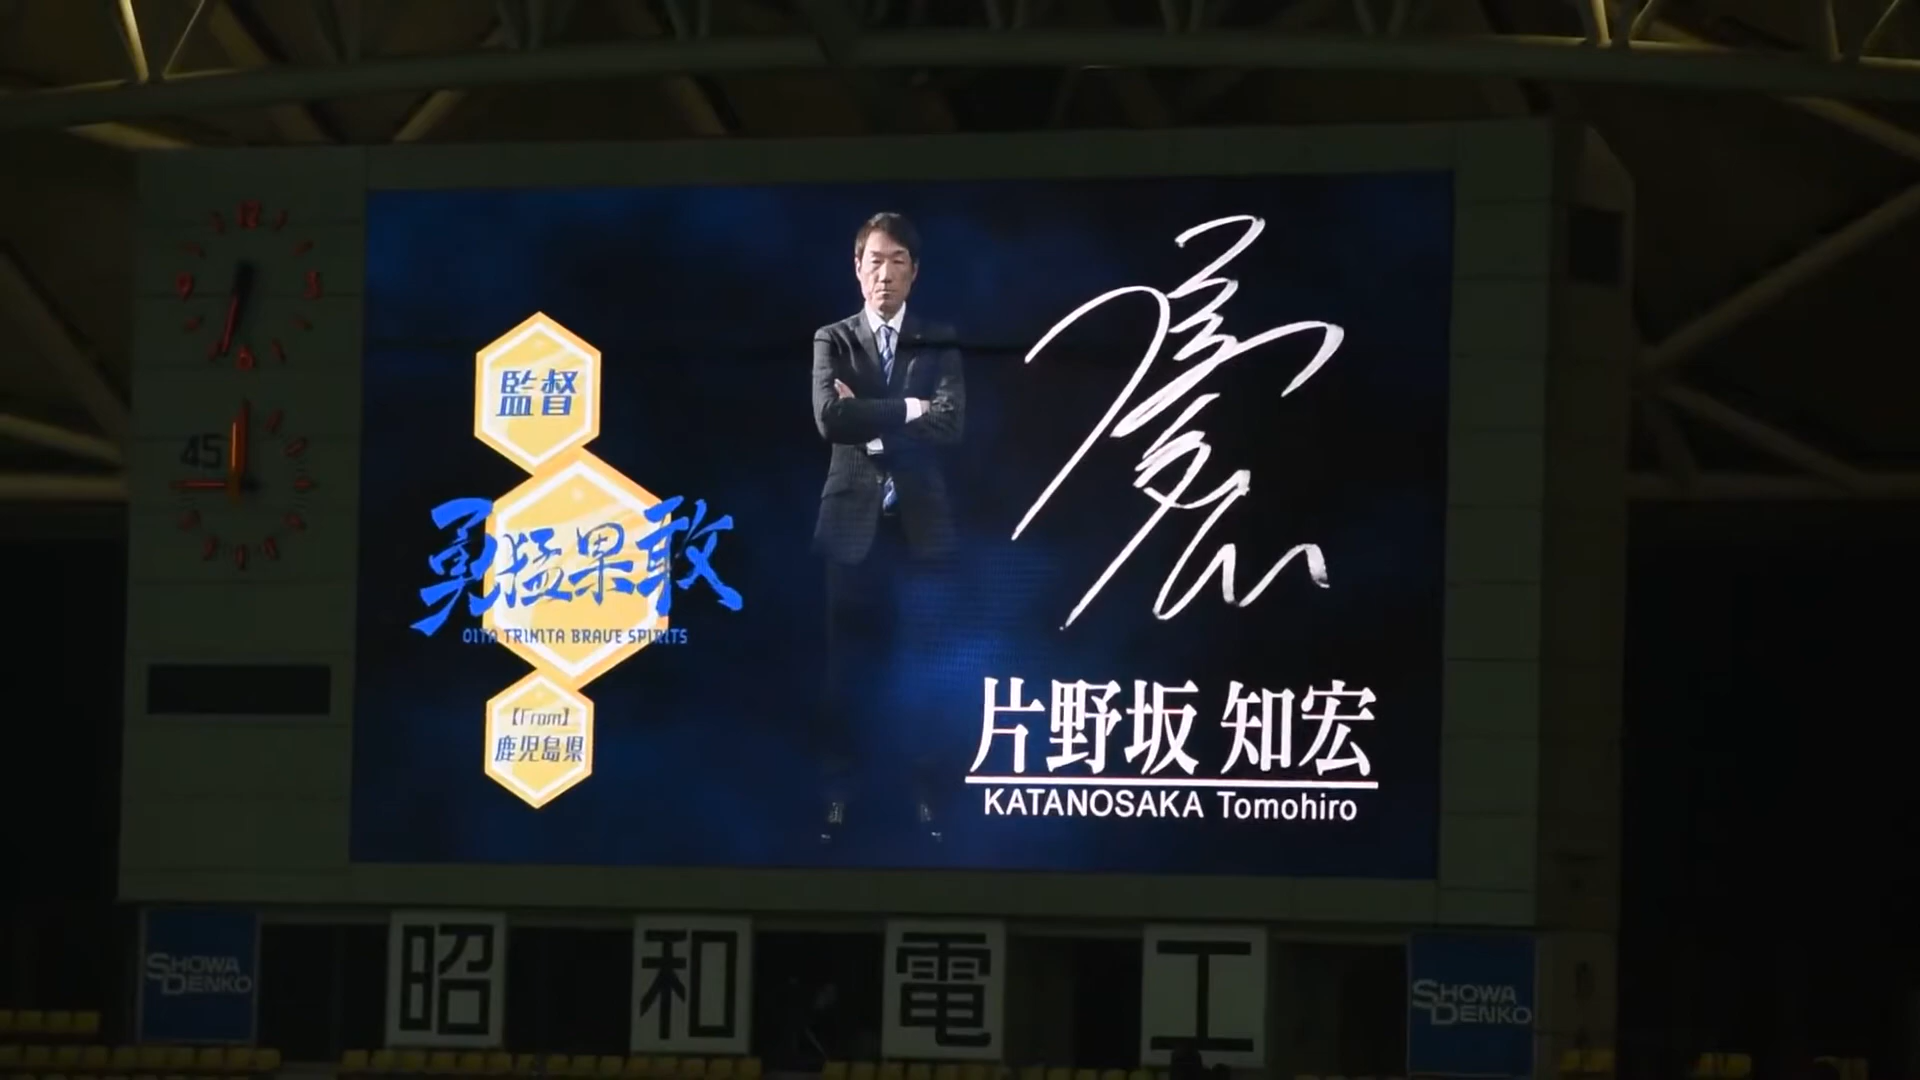 監督
勇猛果敢
OITA TRINITA BRAVE SPIRITS
【From】
鹿児島県
片野坂 知宏
KATANOSAKA Tomohiro
45
SHOWA
DENKO
昭和電工
SHOWA
DENKO